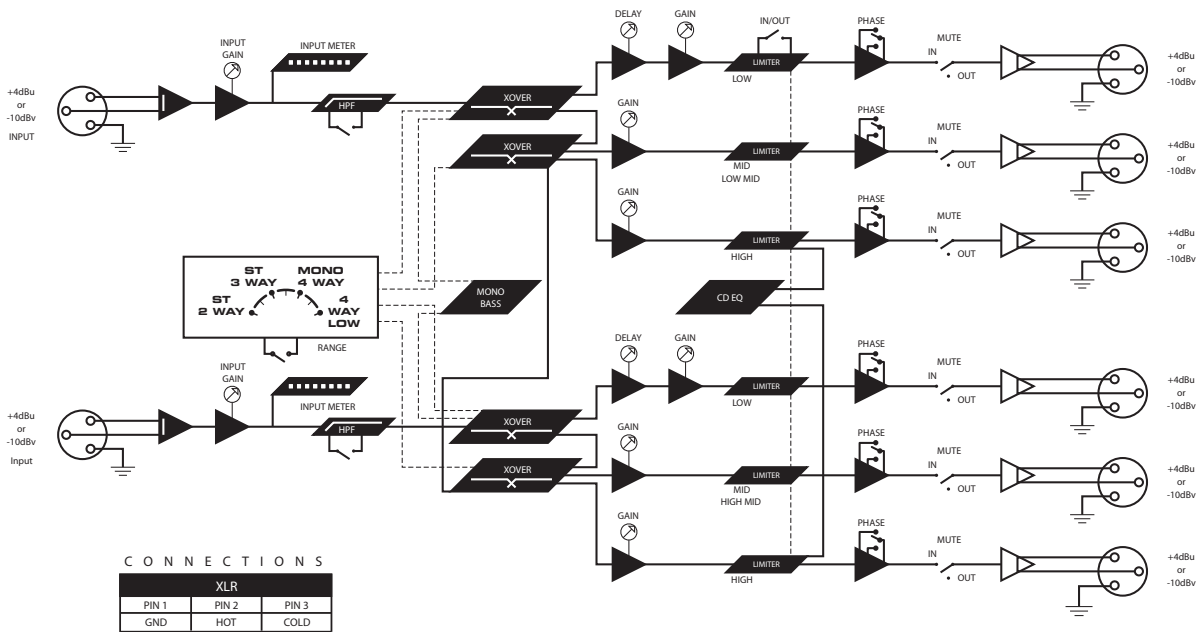 DELAY
GAIN
IN/OUT
PHASE
MUTE
IN
OUT
LIMITER
LOW
+4dBu
or
-10dBv
INPUT
GAIN
INPUT METER
HPF
XOVER
+4dBu
or
-10dBv
INPUT
GAIN
LIMITER
MID
LOW MID
PHASE
MUTE
IN
OUT
+4dBu
or
-10dBv
XOVER
GAIN
LIMITER
HIGH
PHASE
MUTE
IN
OUT
+4dBu
or
-10dBv
ST
3 WAY
MONO
4 WAY
ST
2 WAY
4
WAY
LOW
RANGE
MONO
BASS
CD EQ
DELAY
GAIN
LIMITER
LOW
PHASE
MUTE
IN
OUT
+4dBu
or
-10dBv
INPUT
GAIN
INPUT METER
HPF
XOVER
+4dBu
or
-10dBv
Input
GAIN
LIMITER
MID
HIGH MID
PHASE
MUTE
IN
OUT
+4dBu
or
-10dBv
XOVER
GAIN
LIMITER
HIGH
PHASE
MUTE
IN
OUT
+4dBu
or
-10dBv
CONNECTIONS
XLR
PIN 1 PIN 2 PIN 3
GND HOT COLD